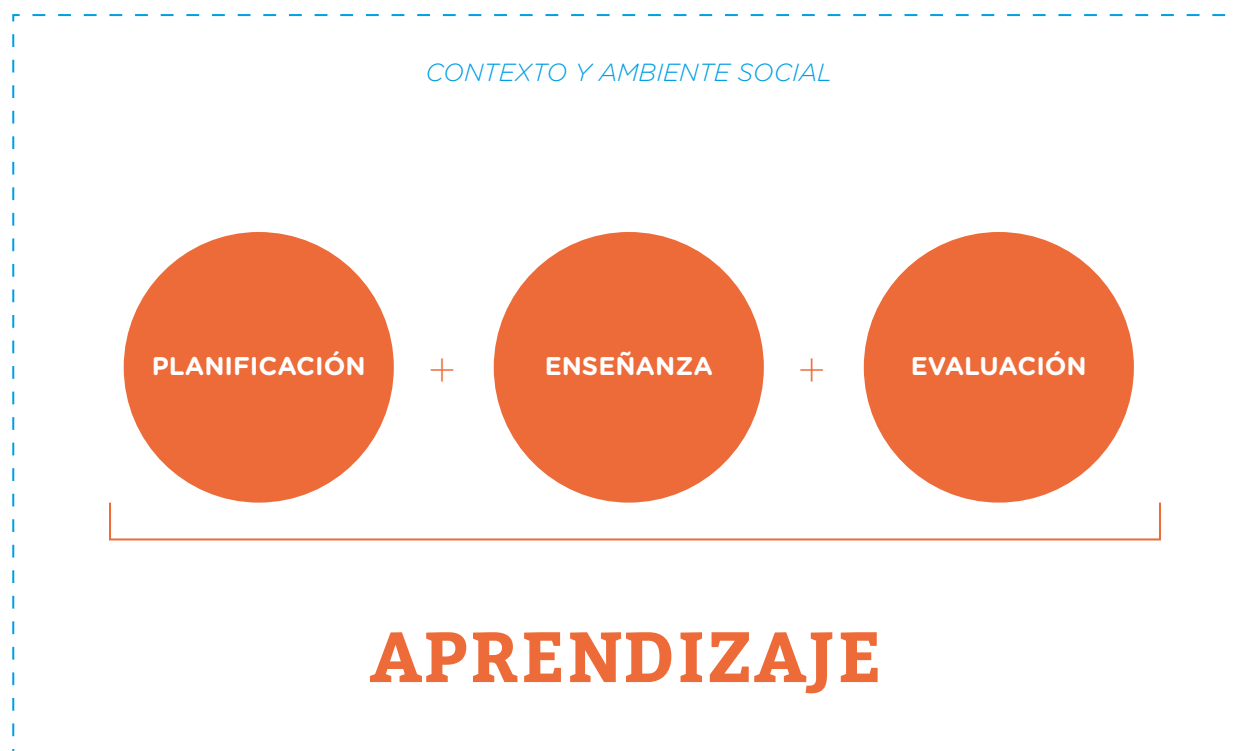 CONTEXTO Y AMBIENTE SOCIAL
PLANIFICACIÓN + ENSEÑANZA + EVALUACIÓN
APRENDIZAJE